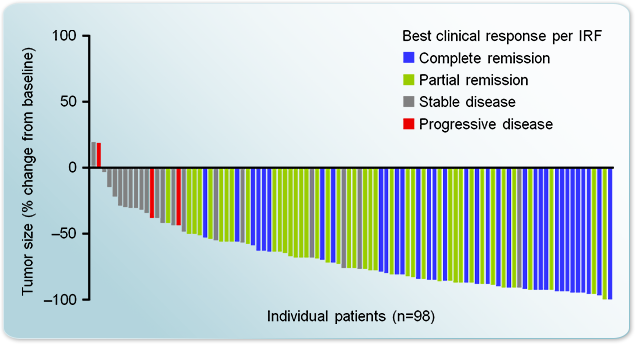 Tumor size (% change from baseline)
100
50
0
–50
–100
Best clinical response per IRF
Complete remission
Partial remission
Stable disease
Progressive disease
Individual patients (n=98)